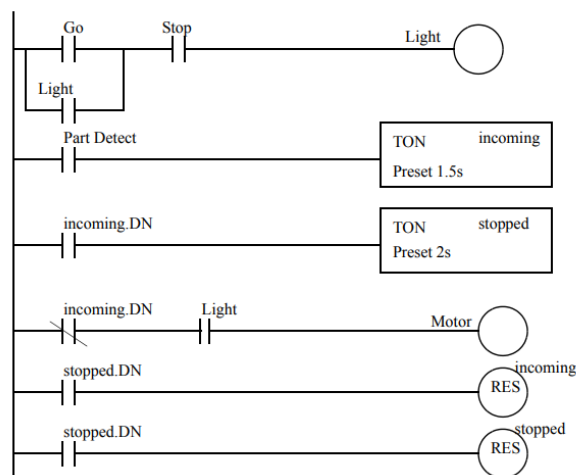 Go
Stop
Light
Light
Part Detect
TON incoming
Preset 1.5s
incoming.DN
TON stopped
Preset 2s
incoming.DN
Light
Motor
stopped.DN
incoming
RES
stopped.DN
stopped
RES